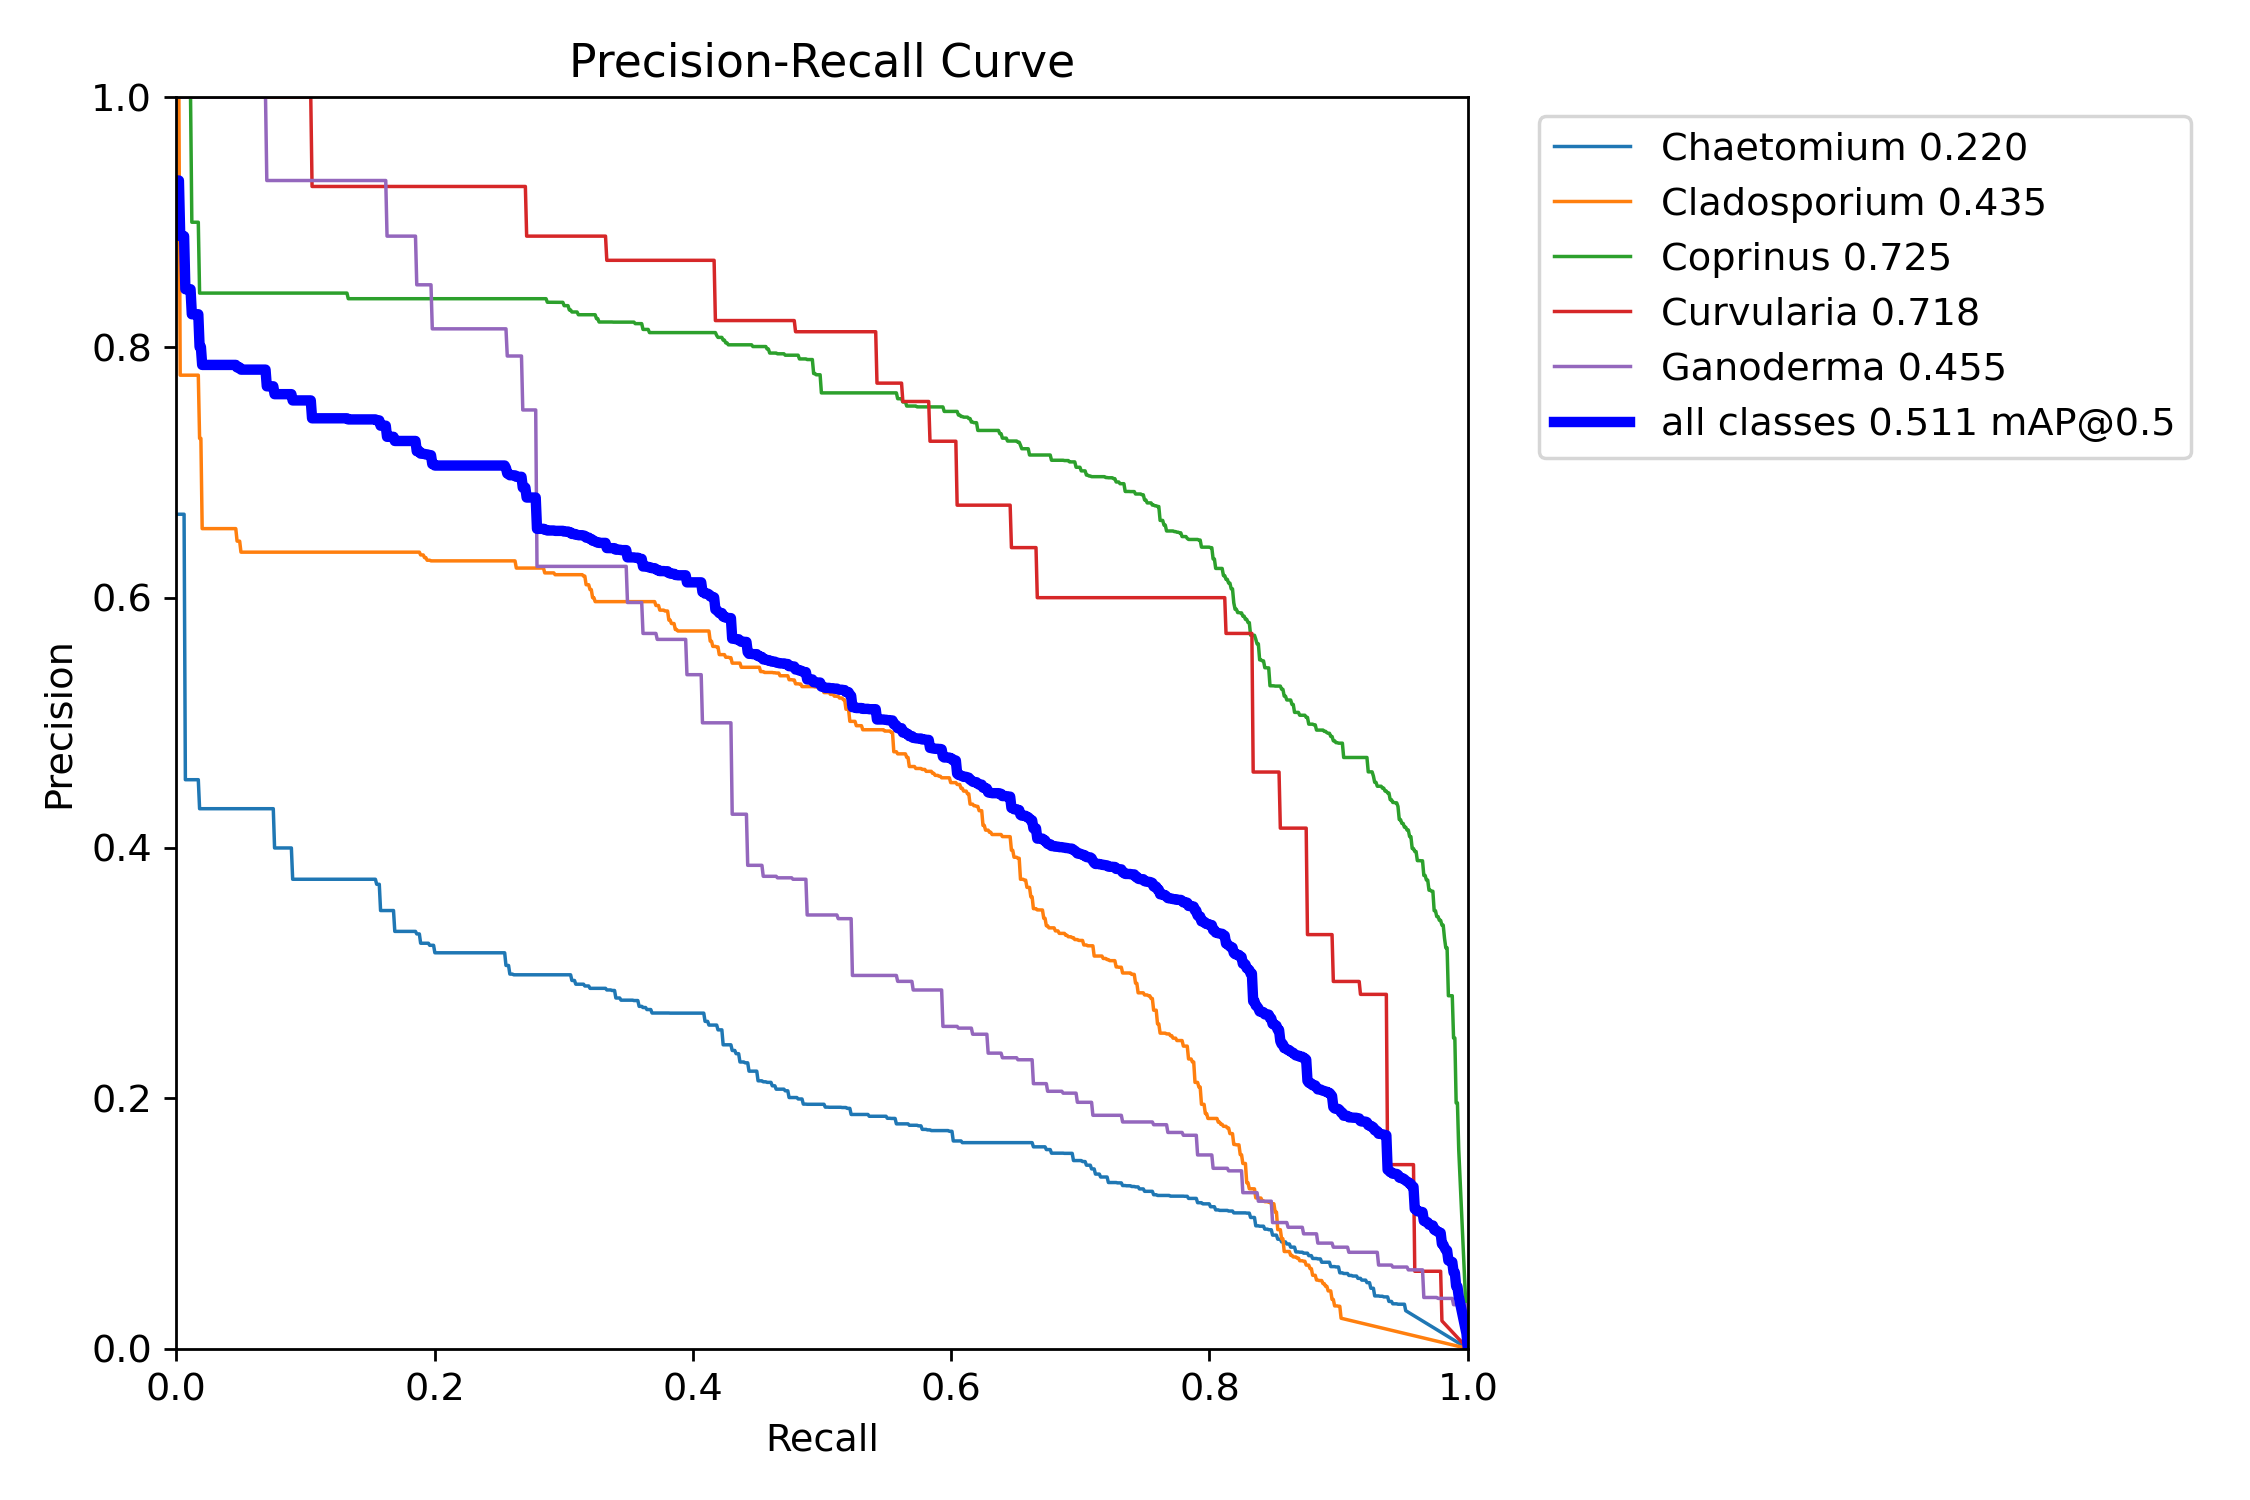 Precision-Recall Curve
1.0
0.8
0.6
0.4
0.2
0.0
Precision
0.0 0.2 0.4 0.6 0.8 1.0
Recall
Chaetomium 0.220
Cladosporium 0.435
Coprinus 0.725
Curvularia 0.718
Ganoderma 0.455
all classes 0.511 mAP@0.5